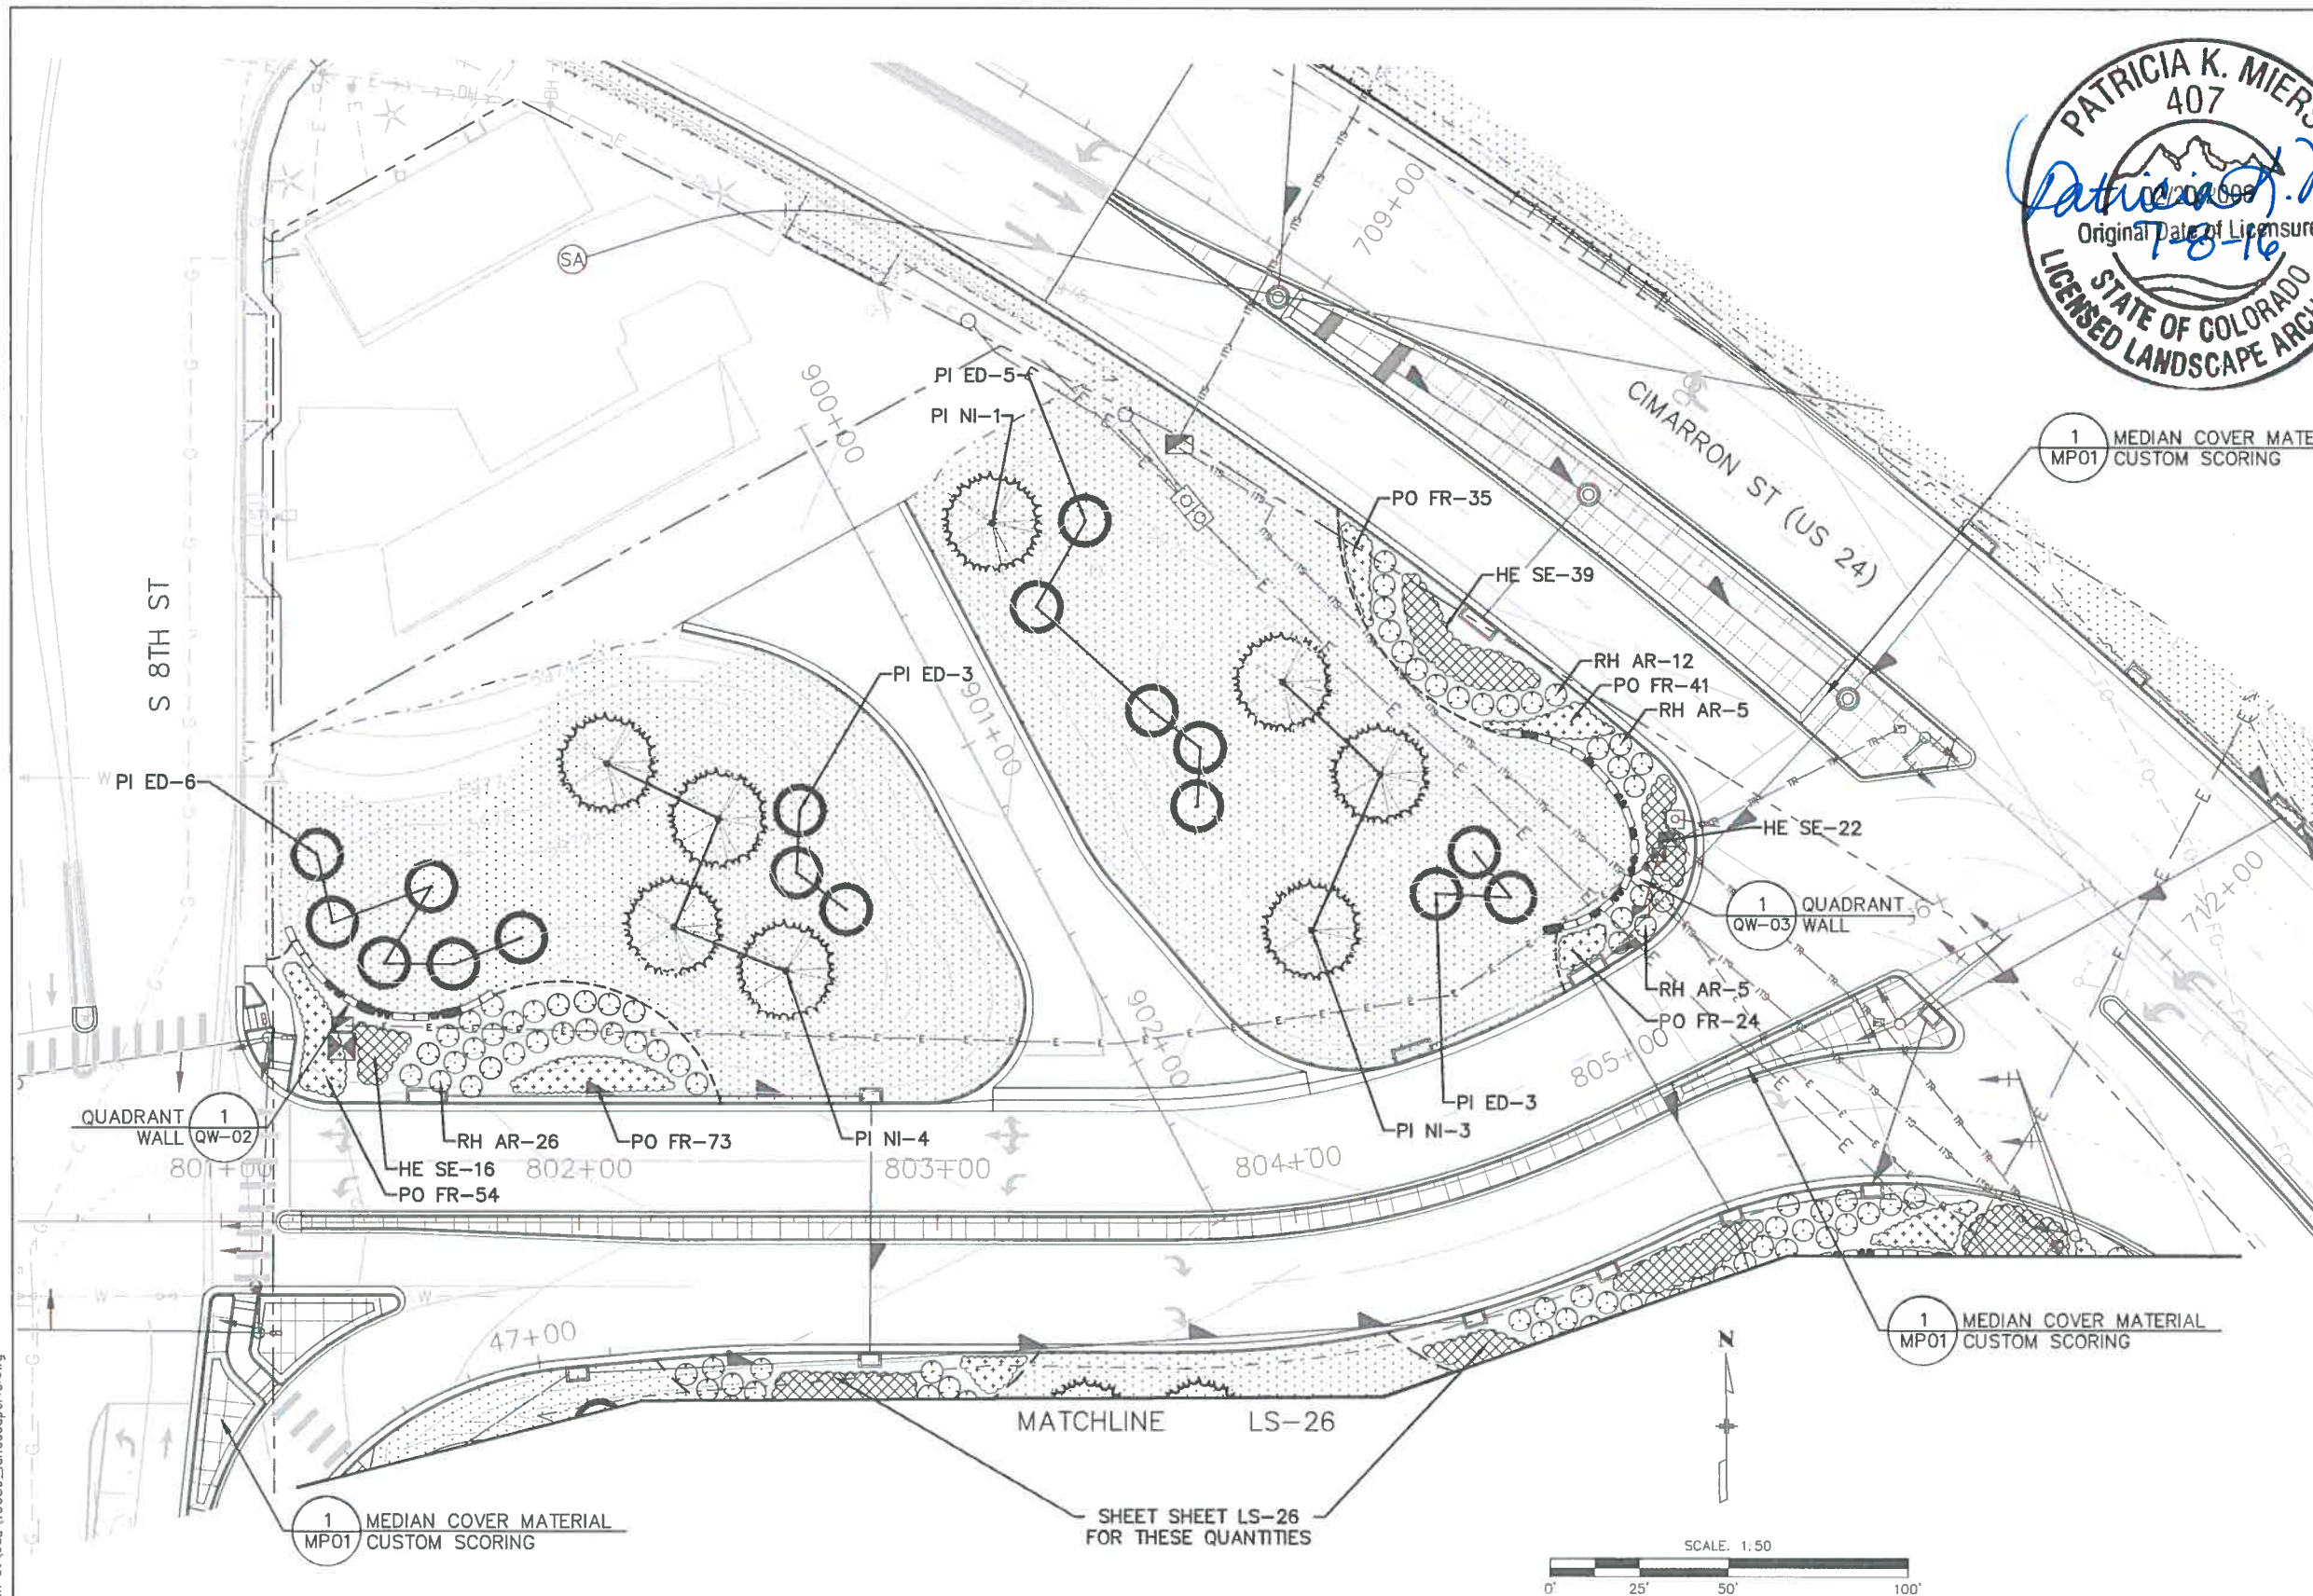 PATRICIA K. MIERS
407
Original Date of Licensure
7-8-16
STATE OF COLORADO
LICENSED LANDSCAPE
SA
709+00
CIMARRON ST (US 24)
1
MP01
MEDIAN COVER
CUSTOM SCORING
900+00
PI ED-5
PI NI-1
PO FR-35
HE SE-39
S 8TH ST
RH AR-12
PO FR-41
RH AR-5
PI ED-3
901+00
PI ED-6
HE SE-22
1
QW-03
QUADRANT
WALL
712+00
RH AR-5
PO FR-24
902+00
805+00
PI ED-3
PI NI-3
QUADRANT
WALL
1
QW-02
RH AR-26
PO FR-73
PI NI-4
HE SE-16
PO FR-54
801+00
802+00
803+00
804+00
47+00
1
MP01
MEDIAN COVER MATERIAL
CUSTOM SCORING
N
MATCHLINE LS-26
SHEET SHEET LS-26
FOR THESE QUANTITIES
1
MP01
MEDIAN COVER MATERIAL
CUSTOM SCORING
SCALE. 1:50
0' 25' 50' 100'